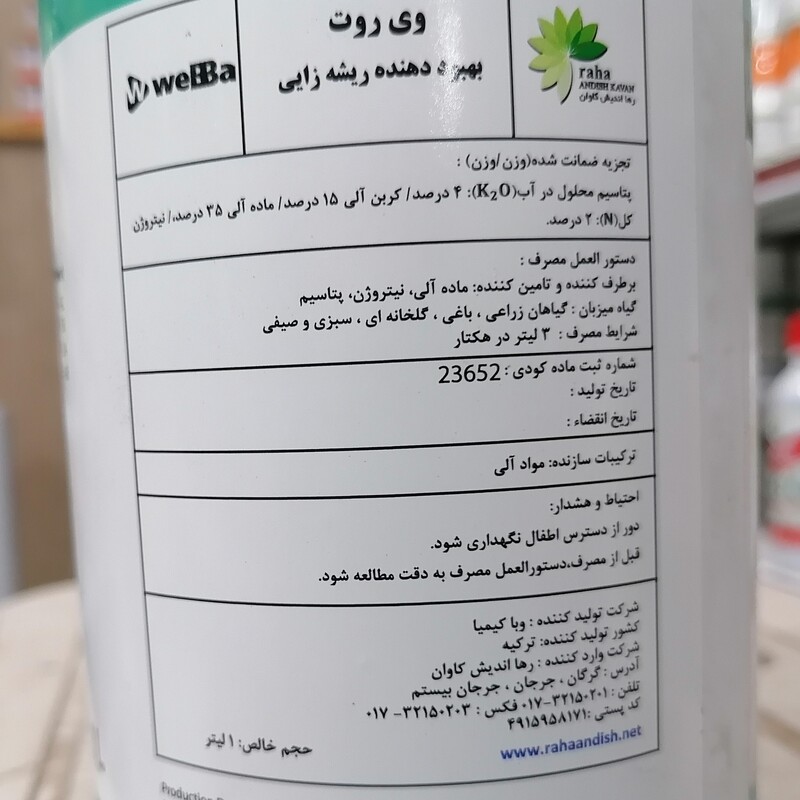 وی روت
بهبود دهنده ریشه زایی
weBBa
raha
ANDISH KAVAN
رها اندیش کاوان
تجزیه ضمانت شده(وزن/وزن) :
پتاسیم محلول در آب(K₂O): ۴ درصد/ کربن آلی ۱۵ درصد/ ماده آلی ۳۵ درصد،/ نیتروژن
کل(N): ۲ درصد.
دستور العمل مصرف :
برطرف کننده و تامین کننده: ماده آلی، نیتروژن، پتاسیم
گیاه میزبان : گیاهان زراعی ، باغی ، گلخانه ای ، سبزی و صیفی
شرایط مصرف : ۳ لیتر در هکتار
شماره ثبت ماده کودی : 23652
تاریخ تولید :
تاریخ انقضاء :
ترکیبات سازنده: مواد آلی
احتیاط و هشدار:
دور از دسترس اطفال نگهداری شود.
قبل از مصرف،دستورالعمل مصرف به دقت مطالعه شود.
شرکت تولید کننده : وبا کیمیا
کشور تولید کننده: ترکیه
شرکت وارد کننده : رها اندیش کاوان
آدرس : گرگان ، جرجان ، جرجان بیستم
تلفن : ۳۲۱۵۰۲۰۱-۰۱۷ فکس : ۳۲۱۵۰۲۰۳- ۰۱۷
کد پستی :۴۹۱۵۹۵۸۱۷۱
www.rahaandish.net
حجم خالص: ۱ لیتر
Production